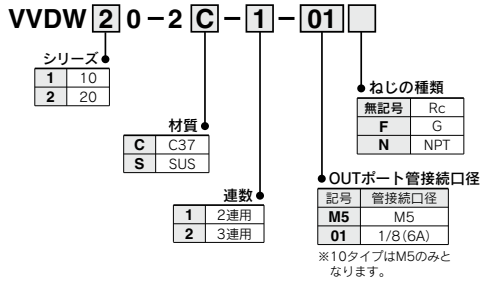 VVDW 2 0-2 C-1-01
シリーズ
1 10
2 20
材質
C C37
S SUS
連数
1 2連用
2 3連用
ねじの種類
無記号 Rc
F G
N NPT
OUTポート管接続口径
記号 管接続口径
M5 M5
01 1/8(6A)
※10タイプはM5のみと
なります。